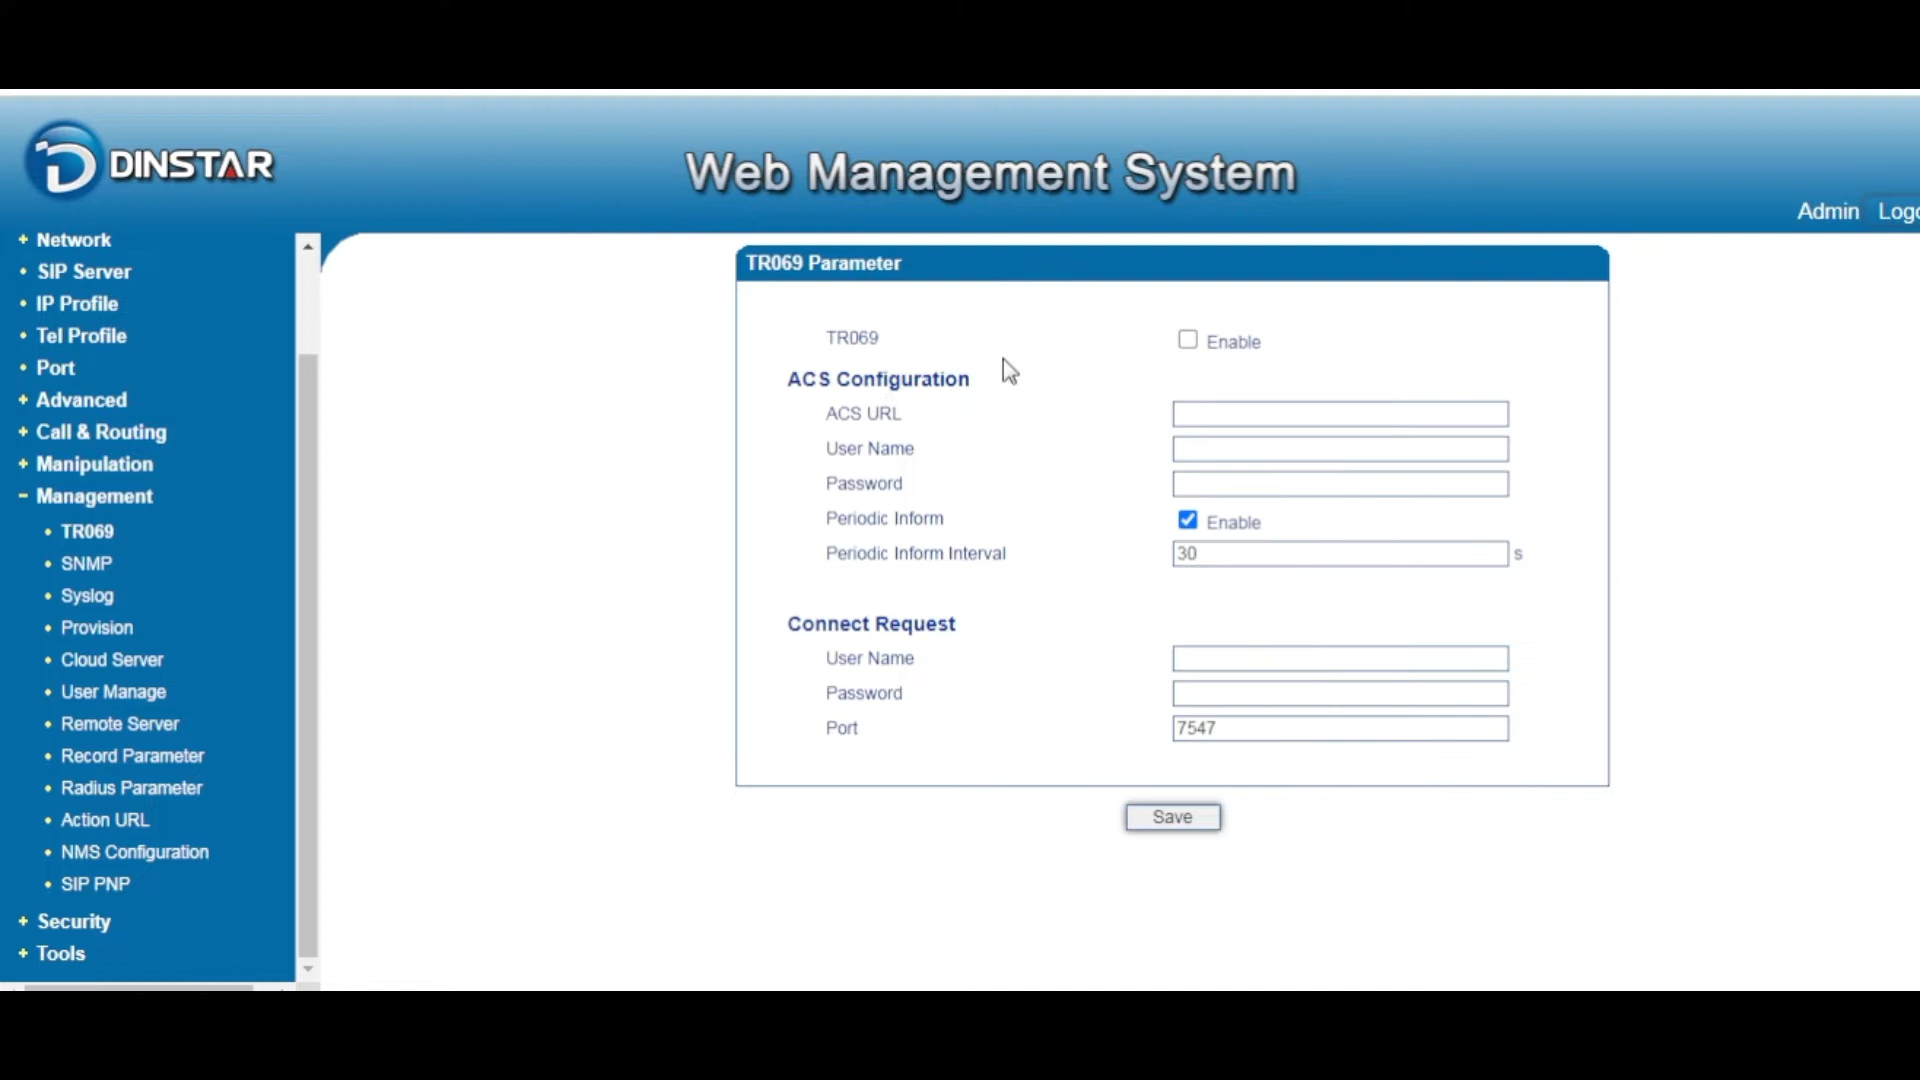 DINSTAR
Web Management System
Admin
Network
SIP Server
IP Profile
Tel Profile
Port
Advanced
Call & Routing
Manipulation
Management
TR069
SNMP
Syslog
Provision
Cloud Server
User Manage
Remote Server
Record Parameter
Radius Parameter
Action URL
NMS Configuration
SIP PNP
Security
Tools
TR069 Parameter
TR069 Enable
ACS Configuration
ACS URL
User Name
Password
Periodic Inform Enable
Periodic Inform Interval 30 s
Connect Request
User Name
Password
Port 7547
Save